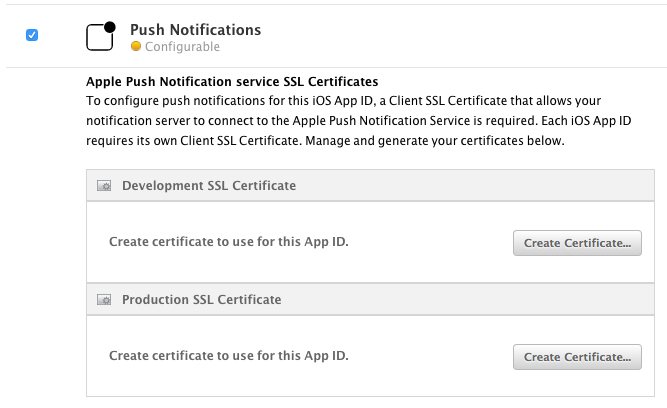 Push Notifications
Configurable
Apple Push Notification service SSL Certificates
To configure push notifications for this iOS App ID, a Client SSL Certificate that allows your
notification server to connect to the Apple Push Notification Service is required. Each iOS App ID
requires its own Client SSL Certificate. Manage and generate your certificates below.
Development SSL Certificate
Create certificate to use for this App ID.
Create Certificate...
Production SSL Certificate
Create certificate to use for this App ID.
Create Certificate...